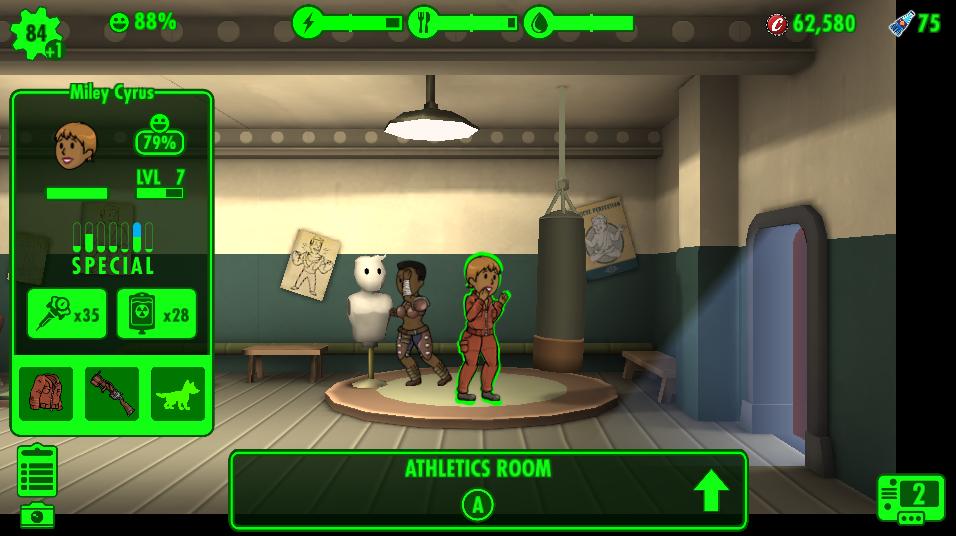 84
+1
88%
62,580
75
Miley Cyrus
79%
LVL 7
SPECIAL
x35
x28
ATHLETICS ROOM
A
2